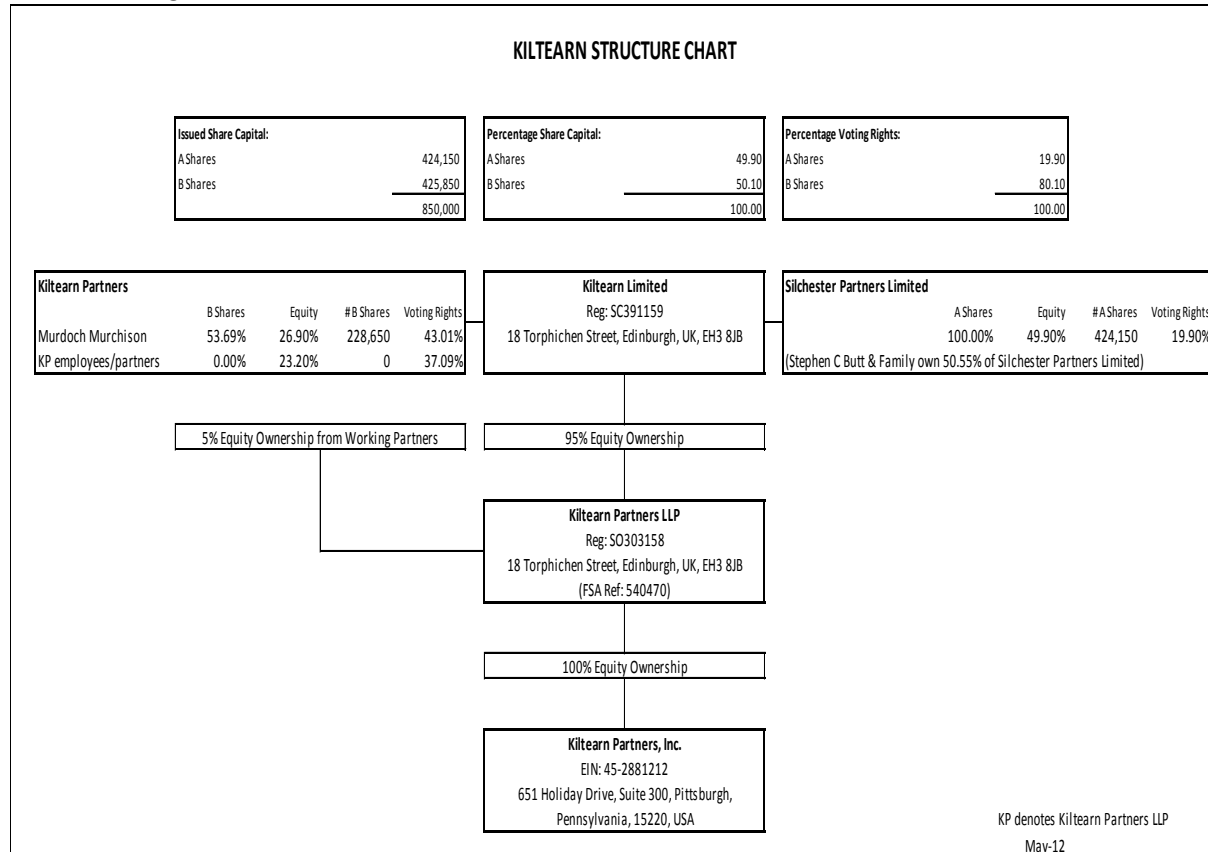 KILTEARN STRUCTURE CHART
Issued Share Capital:
A Shares 424,150
B Shares 425,850
850,000
Percentage Share Capital:
A Shares 49.90
B Shares 50.10
100.00
Percentage Voting Rights:
A Shares 19.90
B Shares 80.10
100.00
Kiltearn Partners
B Shares Equity # B Shares Voting Rights
Murdoch Murchison 53.69% 26.90% 228,650 43.01%
KP employees/partners 0.00% 23.20% 0 37.09%
Kiltearn Limited
Reg: SC391159
18 Torphichen Street, Edinburgh, UK, EH3 8JB
Silchester Partners Limited
A Shares Equity # A Shares Voting Rights
100.00% 49.90% 424,150 19.90%
(Stephen C Butt & Family own 50.55% of Silchester Partners Limited)
5% Equity Ownership from Working Partners
95% Equity Ownership
Kiltearn Partners LLP
Reg: SO303158
18 Torphichen Street, Edinburgh, UK, EH3 8JB
(FSA Ref: 540470)
100% Equity Ownership
Kiltearn Partners, Inc.
EIN: 45-2881212
651 Holiday Drive, Suite 300, Pittsburgh,
Pennsylvania, 15220, USA
KP denotes Kiltearn Partners LLP
May-12